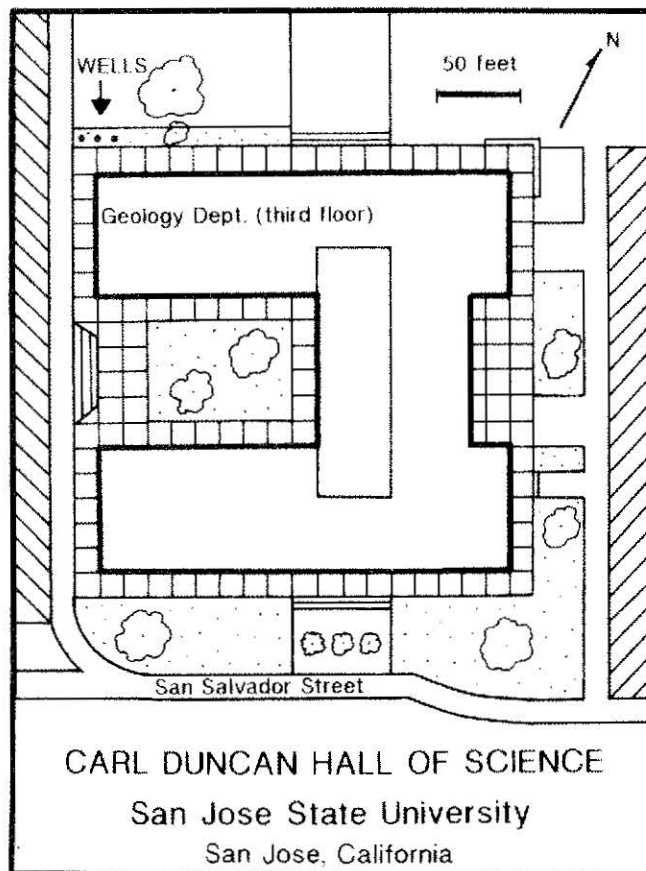 WELLS
50 feet
N
Geology Dept. (third floor)
San Salvador Street
CARL DUNCAN HALL OF SCIENCE
San Jose State University
San Jose, California